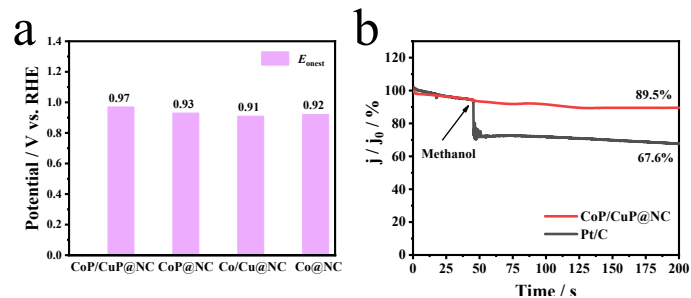 a
Potential / V vs. RHE
1.4
1.2
1.0
0.8
0.6
0.4
0.2
0.0
E onest
0.97
0.93
0.91
0.92
CoP/CuP@NC
CoP@NC
Co/Cu@NC
Co@NC
b
j / j0 / %
120
100
80
60
40
20
0
Methanol
89.5%
67.6%
CoP/CuP@NC
Pt/C
0 25 50 75 100 125 150 175 200
Time / s